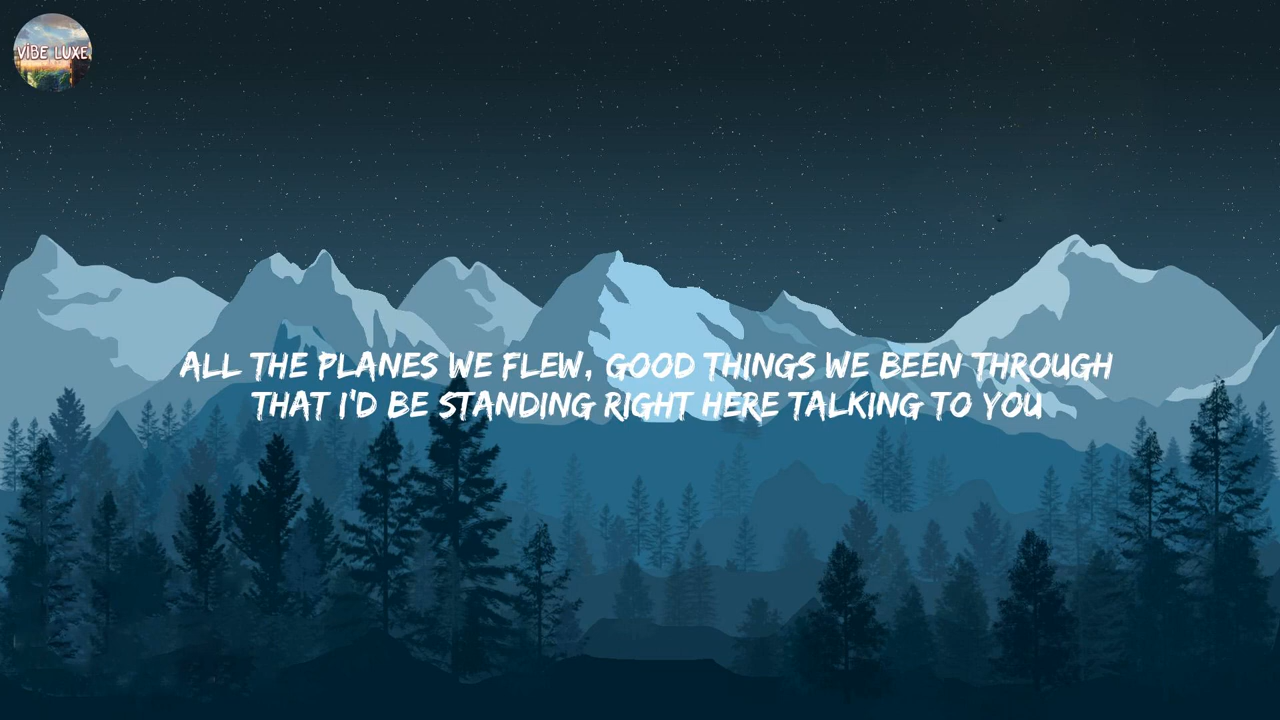 VIBE LUXE
ALL THE PLANES WE FLEW, GOOD THINGS WE BEEN THROUGH
THAT I'D BE STANDING RIGHT HERE TALKING TO YOU